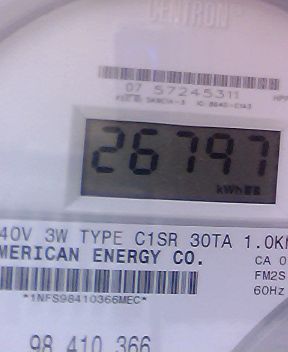 CENTRON®
07 57245311
26797
kWh
40V 3W TYPE C1SR 30TA 1.0K
MERICAN ENERGY CO.
CA 0
FM2S
60Hz
*1NFS98410366MEC*
98 410 366